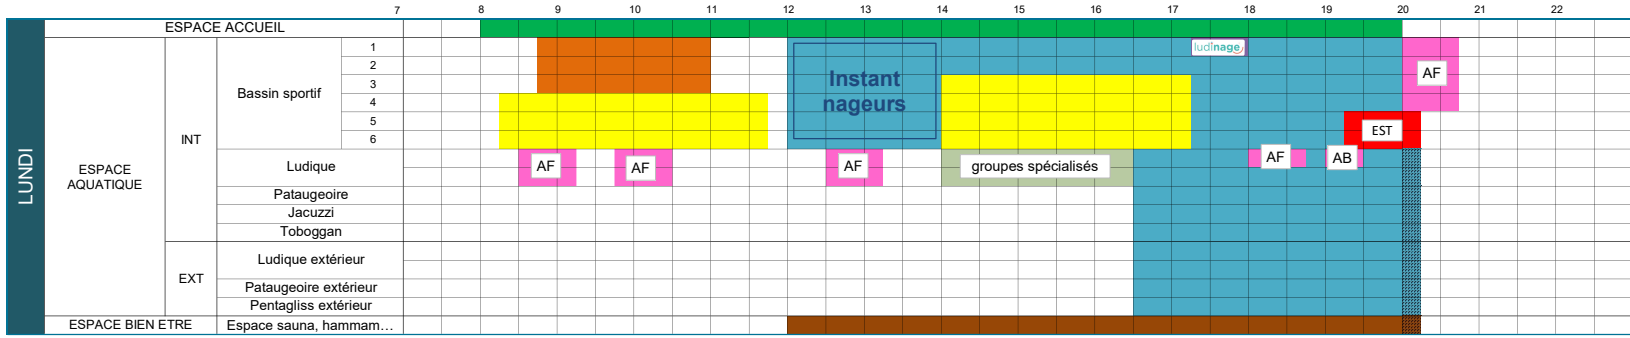 7 8 9 10 11 12 13 14 15 16 17 18 19 20 21 22
LUNDI
ESPACE ACCUEIL
ESPACE
AQUATIQUE
INT
Bassin sportif
1
2
3
4
5
6
Instant
nageurs
ludinage
AF
EST
Ludique
AF
AF
AF
groupes spécialisés
AF
AB
Pataugeoire
Jacuzzi
Toboggan
EXT
Ludique extérieur
Pataugeoire extérieur
Pentagliss extérieur
ESPACE BIEN ETRE
Espace sauna, hammam…